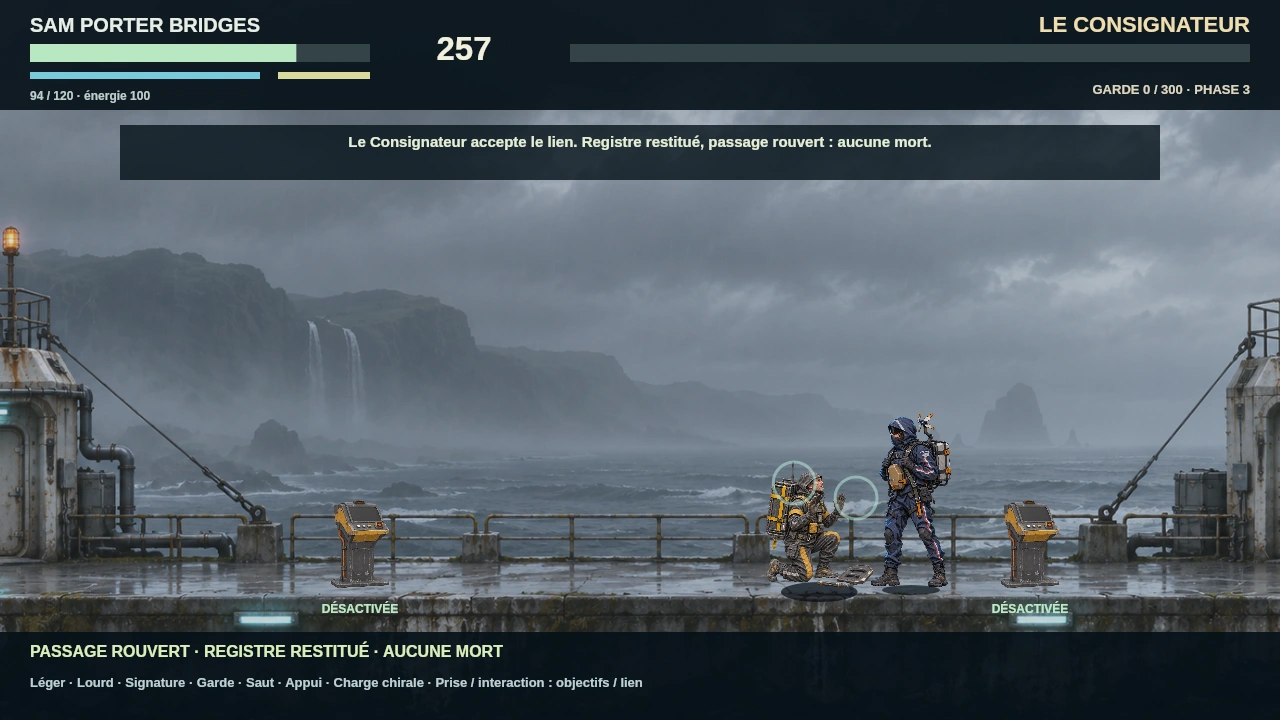 SAM PORTER BRIDGES
257
LE CONSIGNATEUR
94 / 120 · énergie 100
GARDE 0 / 300 · PHASE 3
Le Consignateur accepte le lien. Registre restitué, passage rouvert : aucune mort.
DÉSACTIVÉE
DÉSACTIVÉE
PASSAGE ROUVERT · REGISTRE RESTITUÉ · AUCUNE MORT
Léger · Lourd · Signature · Garde · Saut · Appui · Charge chirale · Prise / interaction : objectifs / lien